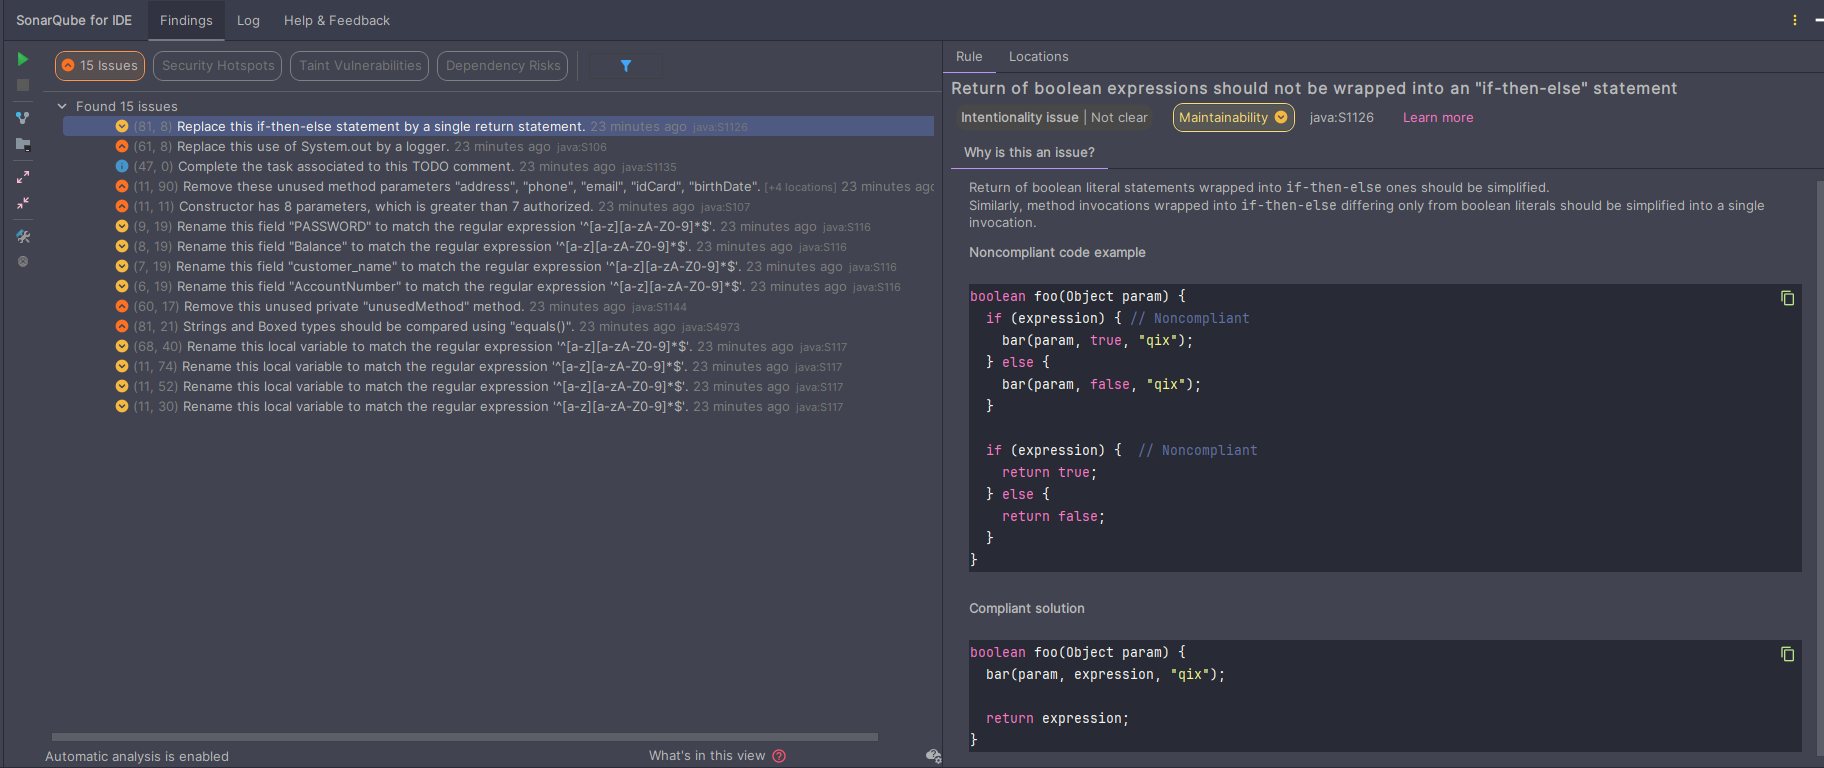 SonarQube for IDE Findings Log Help & Feedback
15 Issues Security Hotspots Taint Vulnerabilities Dependency Risks
Found 15 issues
(81, 8) Replace this if-then-else statement by a single return statement. 23 minutes ago java:S1126
(61, 8) Replace this use of System.out by a logger. 23 minutes ago java:S106
(47, 0) Complete the task associated to this TODO comment. 23 minutes ago java:S1135
(11, 90) Remove these unused method parameters "address", "phone", "email", "idCard", "birthDate". [+4 locations] 23 minutes ago
(11, 11) Constructor has 8 parameters, which is greater than 7 authorized. 23 minutes ago java:S107
(9, 19) Rename this field "PASSWORD" to match the regular expression '^[a-z][a-zA-Z0-9]*$'. 23 minutes ago java:S116
(8, 19) Rename this field "Balance" to match the regular expression '^[a-z][a-zA-Z0-9]*$'. 23 minutes ago java:S116
(7, 19) Rename this field "customer_name" to match the regular expression '^[a-z][a-zA-Z0-9]*$'. 23 minutes ago java:S116
(6, 19) Rename this field "AccountNumber" to match the regular expression '^[a-z][a-zA-Z0-9]*$'. 23 minutes ago java:S116
(60, 17) Remove this unused private "unusedMethod" method. 23 minutes ago java:S1144
(81, 21) Strings and Boxed types should be compared using "equals()". 23 minutes ago java:S4973
(68, 40) Rename this local variable to match the regular expression '^[a-z][a-zA-Z0-9]*$'. 23 minutes ago java:S117
(11, 74) Rename this local variable to match the regular expression '^[a-z][a-zA-Z0-9]*$'. 23 minutes ago java:S117
(11, 52) Rename this local variable to match the regular expression '^[a-z][a-zA-Z0-9]*$'. 23 minutes ago java:S117
(11, 30) Rename this local variable to match the regular expression '^[a-z][a-zA-Z0-9]*$'. 23 minutes ago java:S117
Automatic analysis is enabled
What's in this view
Rule Locations
Return of boolean expressions should not be wrapped into an "if-then-else" statement
Intentionality issue | Not clear Maintainability java:S1126 Learn more
Why is this an issue?
Return of boolean literal statements wrapped into if-then-else ones should be simplified.
Similarly, method invocations wrapped into if-then-else differing only from boolean literals should be simplified into a single
invocation.
Noncompliant code example
boolean foo(Object param) {
if (expression) { // Noncompliant
bar(param, true, "qix");
} else {
bar(param, false, "qix");
}
if (expression) { // Noncompliant
return true;
} else {
return false;
}
}
Compliant solution
boolean foo(Object param) {
bar(param, expression, "qix");
return expression;
}